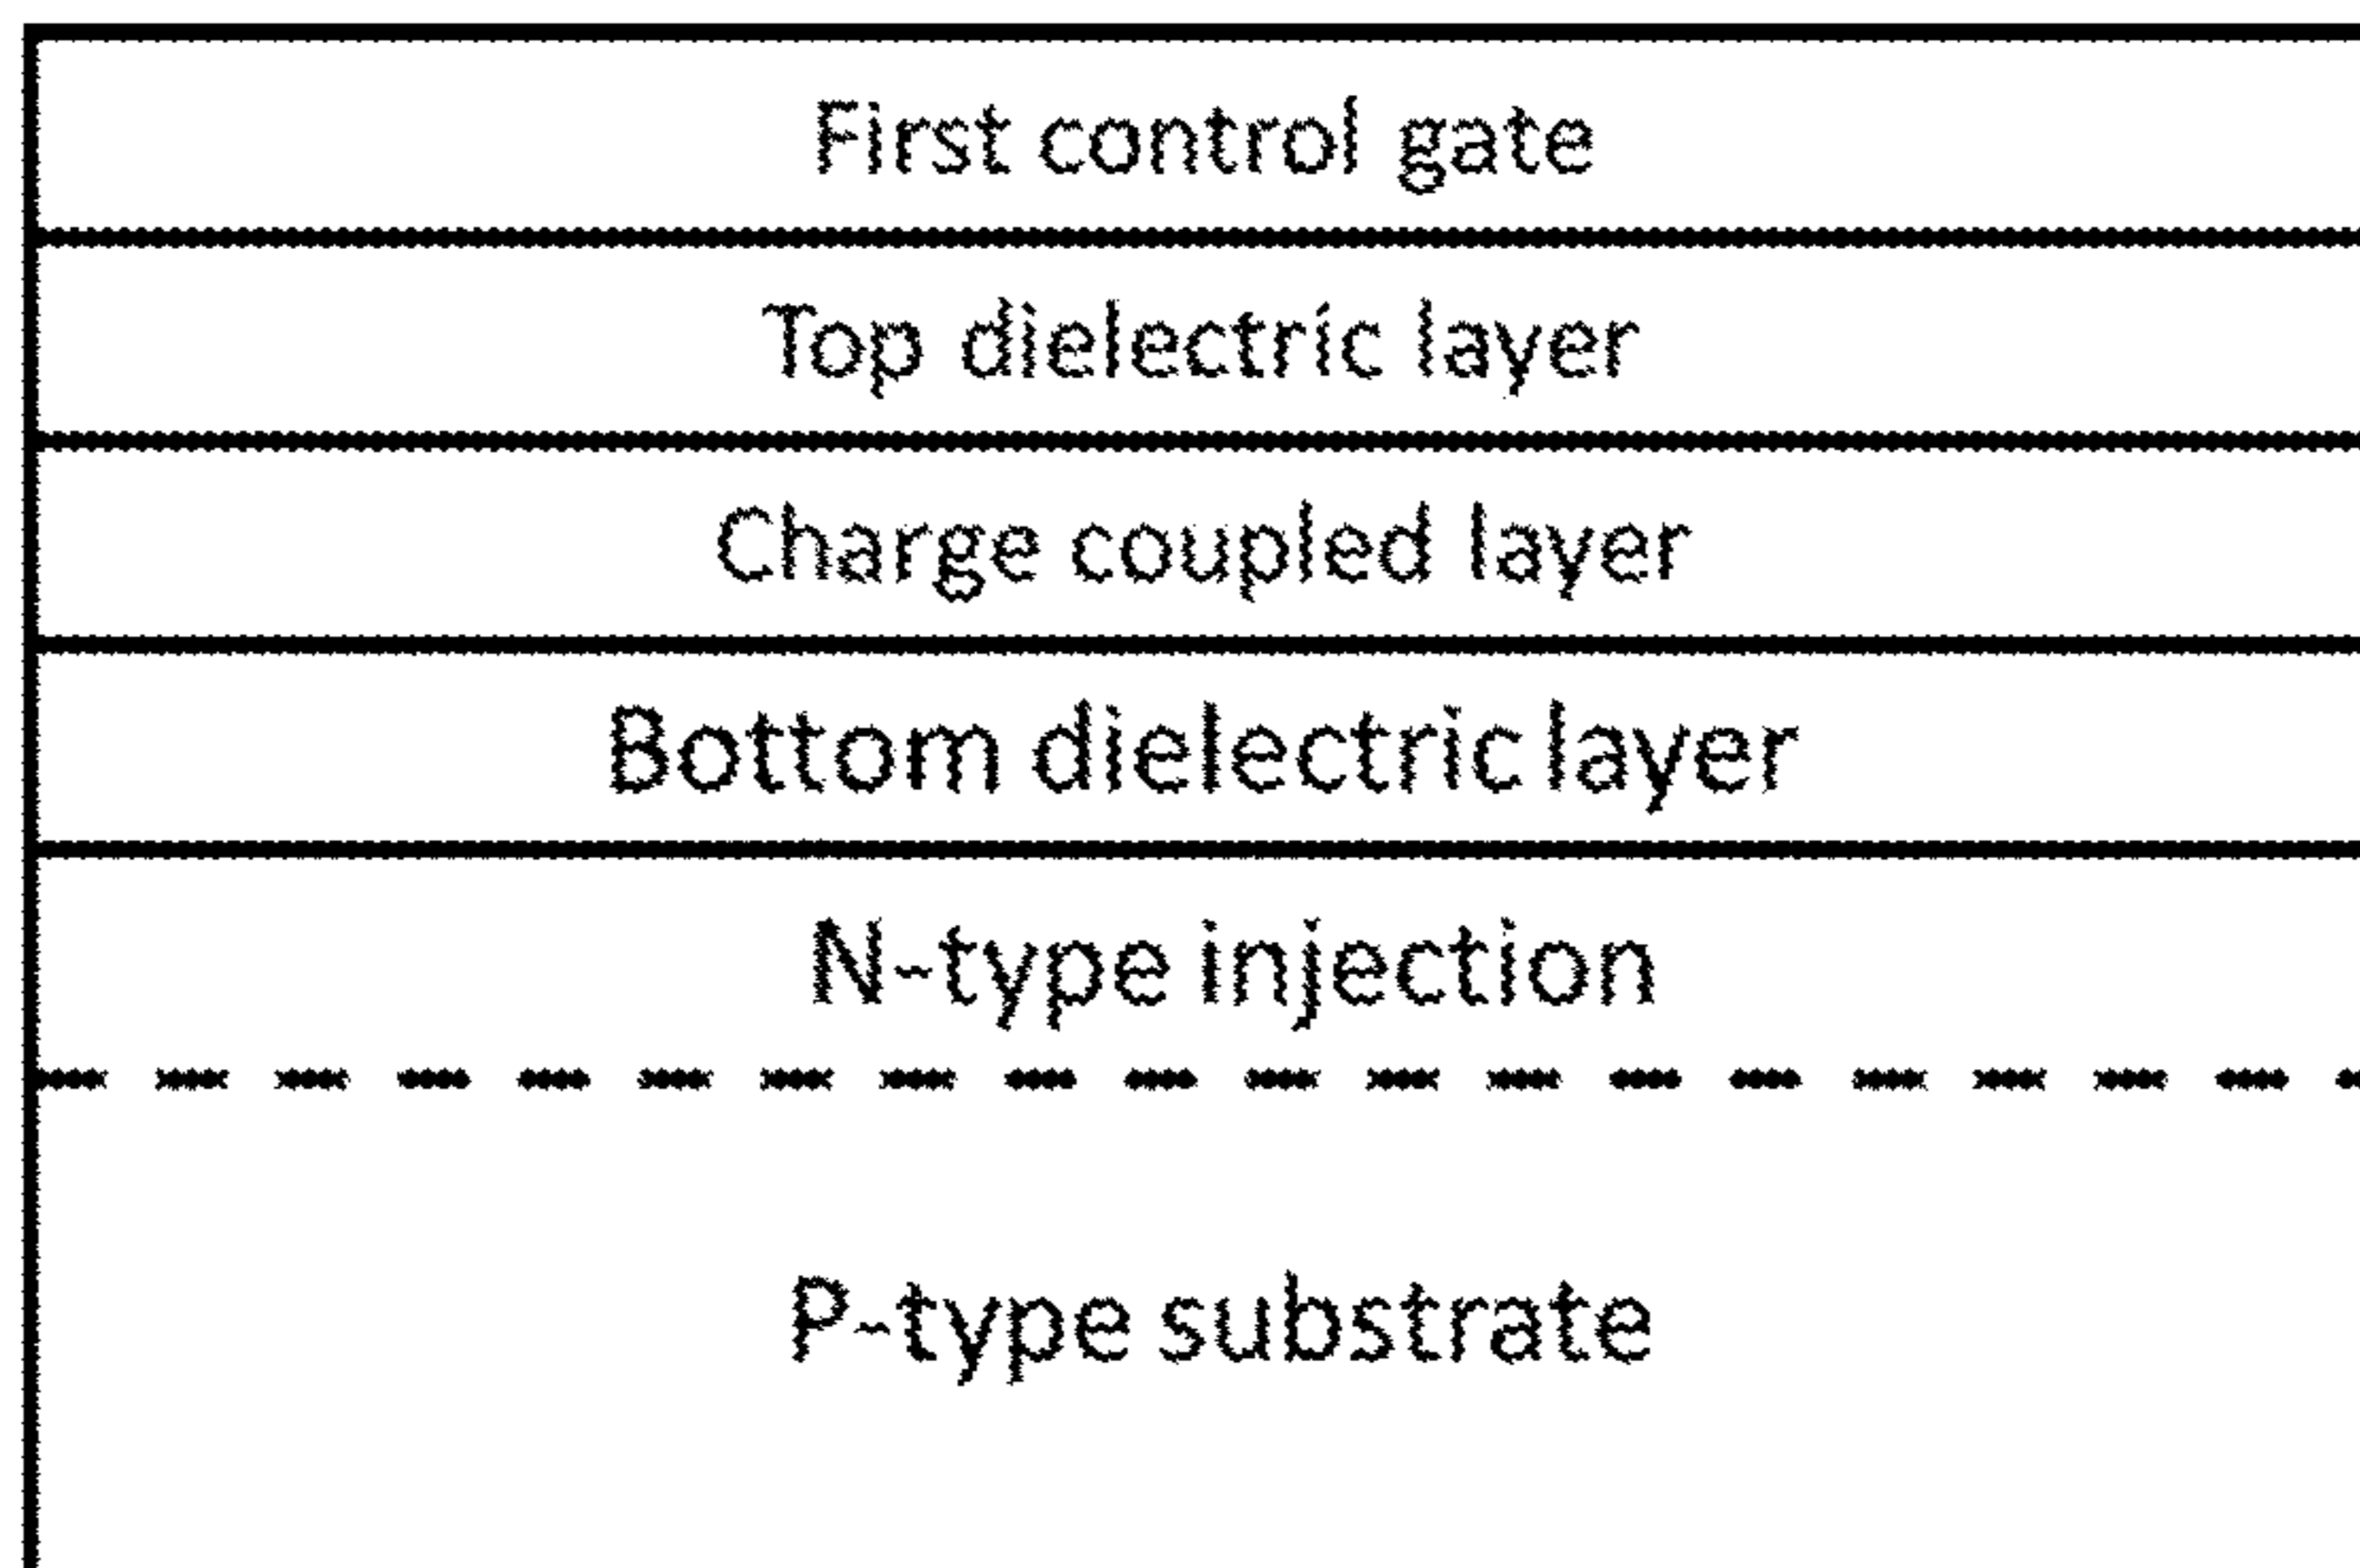 First control gate
Top dielectric layer
Charge coupled layer
Bottom dielectric layer
N-type injection
P-type substrate